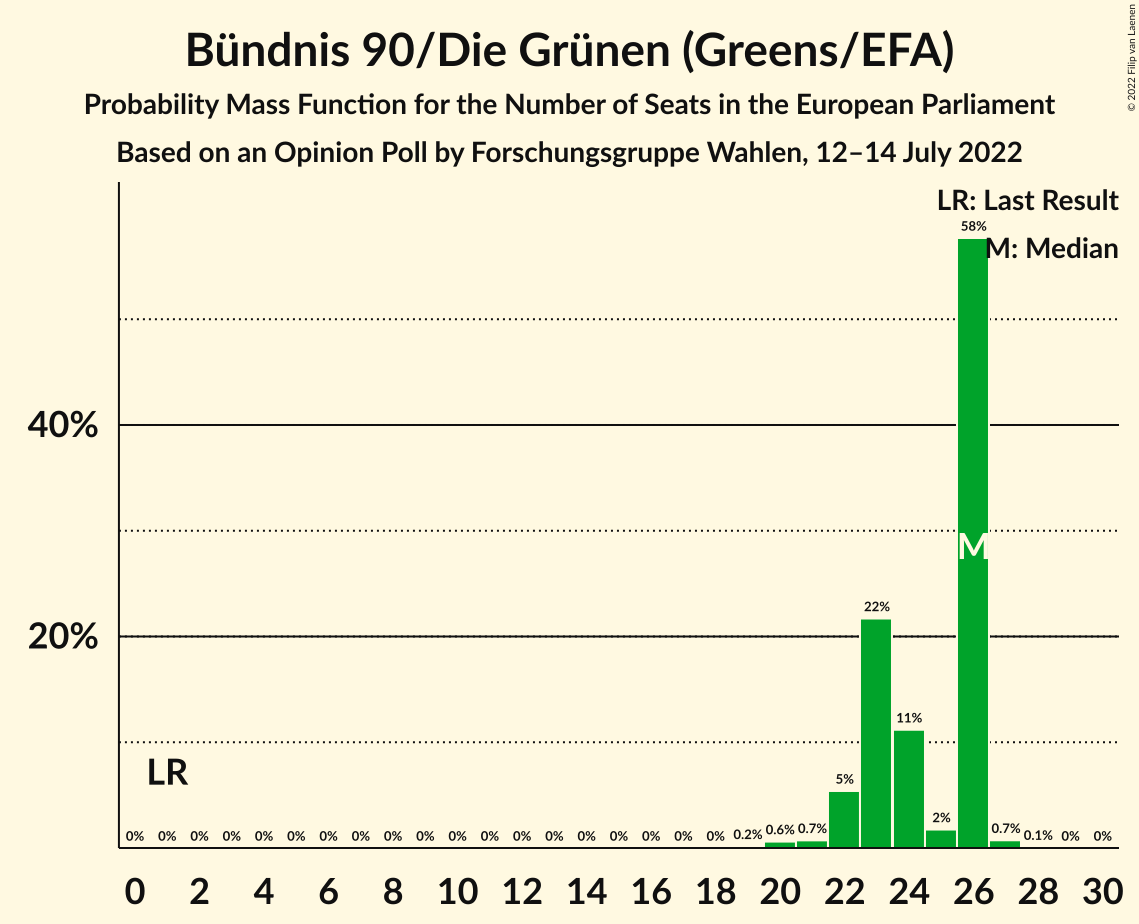 Bündnis 90/Die Grünen (Greens/EFA)
Probability Mass Function for the Number of Seats in the European Parliament
Based on an Opinion Poll by Forschungsgruppe Wahlen, 12–14 July 2022
© 2022 Filip van Laenen
LR: Last Result
M: Median
58%
40%
M
22%
20%
11%
LR
5%
2%
0% 0% 0% 0% 0% 0% 0% 0% 0% 0% 0% 0% 0% 0% 0% 0% 0% 0% 0% 0.2% 0.6% 0.7% 0.7% 0.1% 0% 0%
0 2 4 6 8 10 12 14 16 18 20 22 24 26 28 30